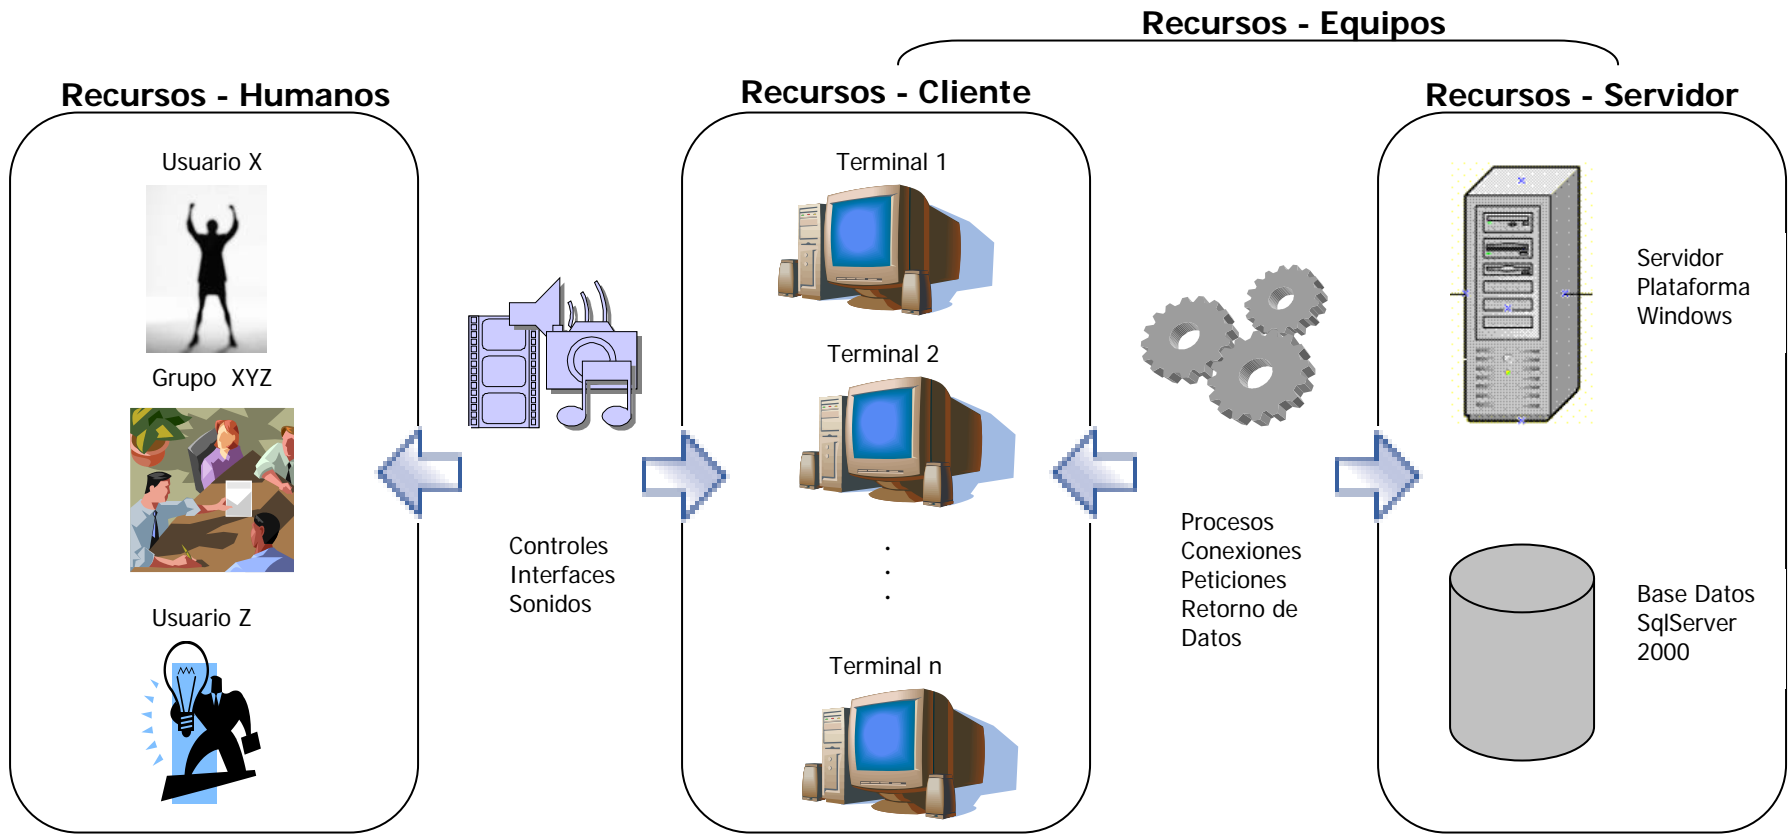 Recursos - Equipos
Recursos - Humanos
Usuario X
Grupo XYZ
Usuario Z
Controles
Interfaces
Sonidos
Recursos - Cliente
Terminal 1
Terminal 2
.
.
.
Terminal n
Procesos
Conexiones
Peticiones
Retorno de
Datos
Recursos - Servidor
Servidor
Plataforma
Windows
Base Datos
SqlServer
2000